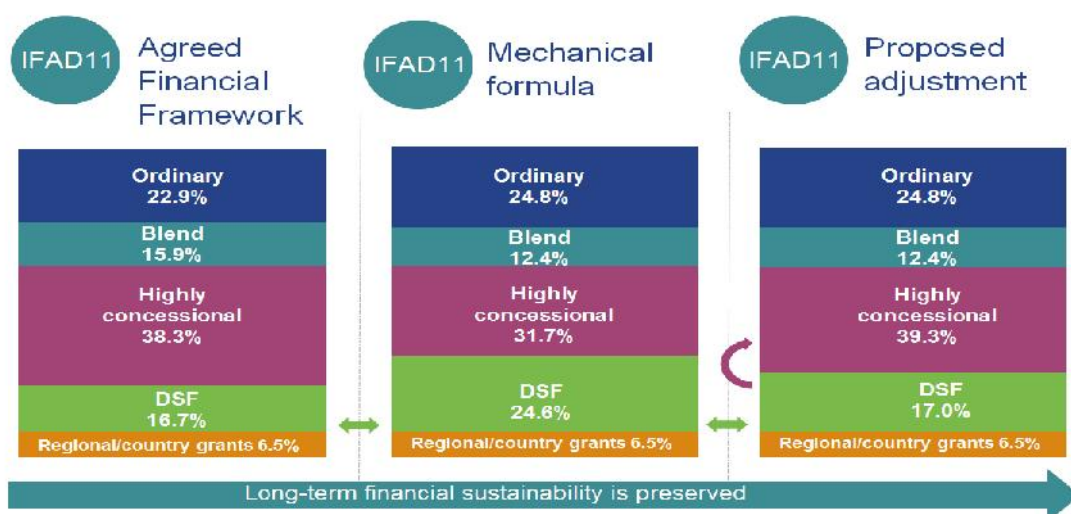 IFAD11
Agreed
Financial
Framework
IFAD11
Mechanical
formula
IFAD11
Proposed
adjustment
Ordinary
22.9%
Blend
15.9%
Highly
concessional
38.3%
DSF
16.7%
Regional/country grants 6.5%
Ordinary
24.8%
Blend
12.4%
Highly
concessional
31.7%
DSF
24.6%
Regional/country grants 6.5%
Ordinary
24.8%
Blend
12.4%
Highly
concessional
39.3%
DSF
17.0%
Regional/country grants 6.5%
Long-term financial sustainability is preserved